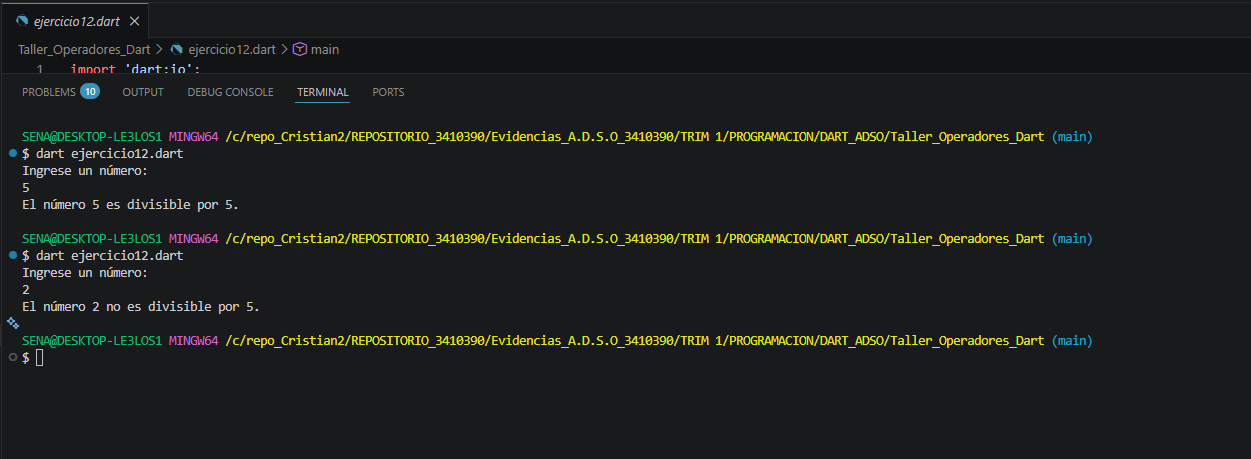 ejercicio12.dart
Taller_Operadores_Dart > ejercicio12.dart > main
1 import 'dart:io';
PROBLEMS 10 OUTPUT DEBUG CONSOLE TERMINAL PORTS
SENA@DESKTOP-LE3LOS1 MINGW64 /c/repo_Cristian2/REPOSITORIO_3410390/Evidencias_A.D.S.O_3410390/TRIM 1/PROGRAMACION/DART_ADSO/Taller_Operadores_Dart (main)
$ dart ejercicio12.dart
Ingrese un número:
5
El número 5 es divisible por 5.
SENA@DESKTOP-LE3LOS1 MINGW64 /c/repo_Cristian2/REPOSITORIO_3410390/Evidencias_A.D.S.O_3410390/TRIM 1/PROGRAMACION/DART_ADSO/Taller_Operadores_Dart (main)
$ dart ejercicio12.dart
Ingrese un número:
2
El número 2 no es divisible por 5.
SENA@DESKTOP-LE3LOS1 MINGW64 /c/repo_Cristian2/REPOSITORIO_3410390/Evidencias_A.D.S.O_3410390/TRIM 1/PROGRAMACION/DART_ADSO/Taller_Operadores_Dart (main)
$